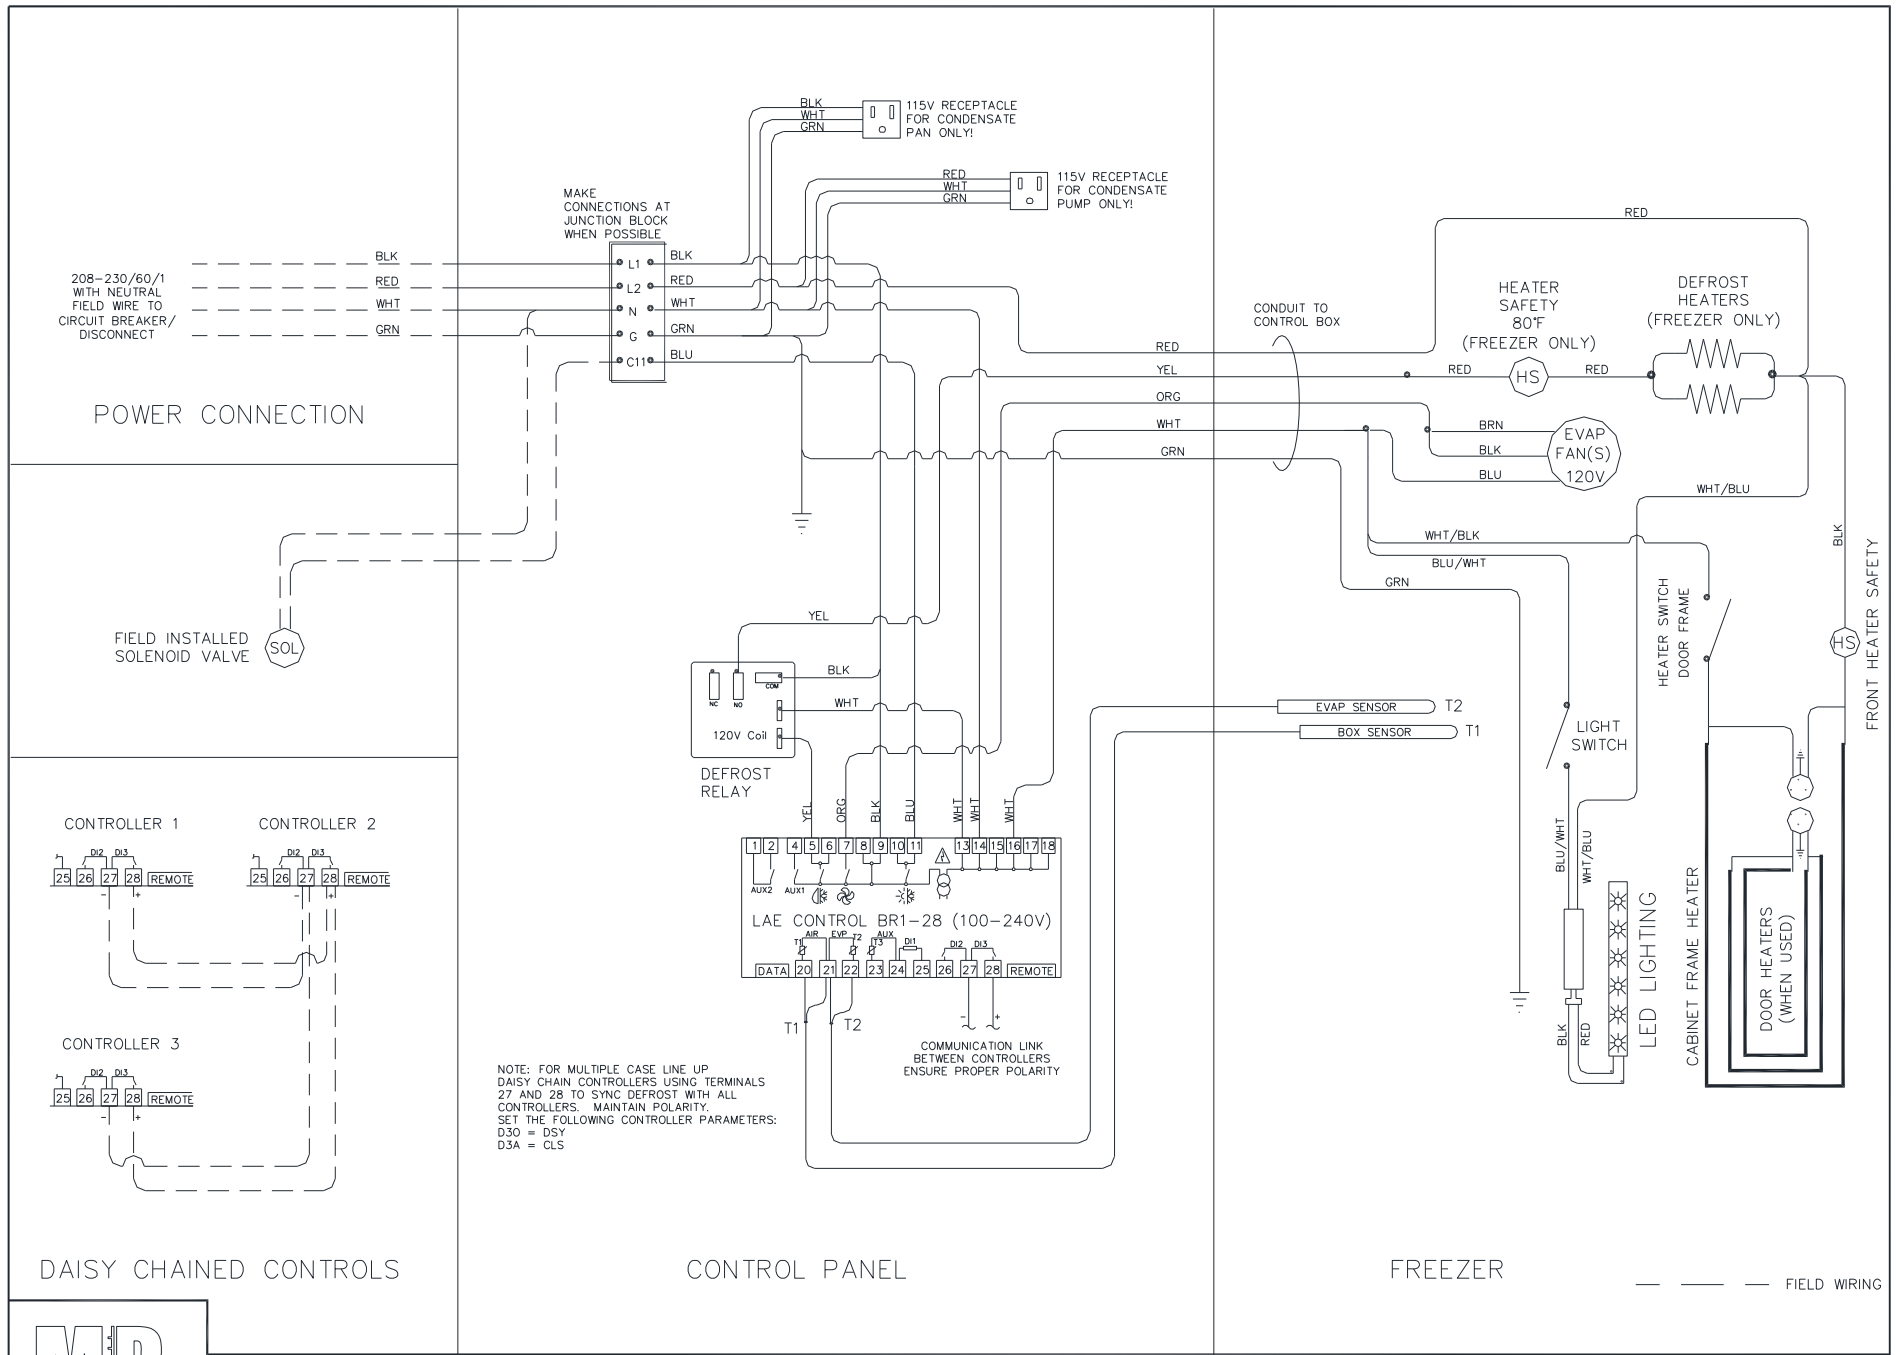 BLK
WHT
GRN
115V RECEPTACLE
FOR CONDENSATE
PAN ONLY!
RED
WHT
GRN
115V RECEPTACLE
FOR CONDENSATE
PUMP ONLY!
MAKE
CONNECTIONS AT
JUNCTION BLOCK
WHEN POSSIBLE
208-230/60/1
WITH NEUTRAL
FIELD WIRE TO
CIRCUIT BREAKER/
DISCONNECT
BLK
RED
WHT
GRN
L1
L2
N
G
C11
BLK
RED
WHT
GRN
BLU
POWER CONNECTION
FIELD INSTALLED
SOLENOID VALVE
SOL
CONDUIT TO
CONTROL BOX
RED
YEL
ORG
WHT
GRN
RED
HEATER
SAFETY
80°F
(FREEZER ONLY)
DEFROST
HEATERS
(FREEZER ONLY)
RED
HS
RED
BRN
BLK
BLU
EVAP
FAN(S)
120V
WHT/BLU
WHT/BLK
BLU/WHT
GRN
BLK
HS
FRONT HEATER SAFETY
HEATER SWITCH
DOOR FRAME
LIGHT
SWITCH
YEL
BLK
WHT
NC
NO
COM
120V Coil
DEFROST
RELAY
EVAP SENSOR
T2
BOX SENSOR
T1
YEL
ORG
BLK
BLU
WHT
WHT
WHT
1 2 4 5 6 7 8 9 10 11 13 14 15 16 17 18
AUX2
AUX1
LAE CONTROL BR1-28 (100-240V)
T1
AIR
EVP
T2
AUX
T3
DI1
DI2
DI3
DATA
20 21 22 23 24 25 26 27 28
REMOTE
T1
T2
-
+
COMMUNICATION LINK
BETWEEN CONTROLLERS
ENSURE PROPER POLARITY
NOTE: FOR MULTIPLE CASE LINE UP
DAISY CHAIN CONTROLLERS USING TERMINALS
27 AND 28 TO SYNC DEFROST WITH ALL
CONTROLLERS. MAINTAIN POLARITY.
SET THE FOLLOWING CONTROLLER PARAMETERS:
D3O = DSY
D3A = CLS
CONTROLLER 1
DI2 DI3
25 26 27 28 REMOTE
- +
CONTROLLER 2
DI2 DI3
25 26 27 28 REMOTE
- +
CONTROLLER 3
DI2 DI3
25 26 27 28 REMOTE
- +
BLU/WHT
WHT/BLU
BLK
RED
LED LIGHTING
CABINET FRAME HEATER
DOOR HEATERS
(WHEN USED)
DAISY CHAINED CONTROLS
CONTROL PANEL
FREEZER
FIELD WIRING